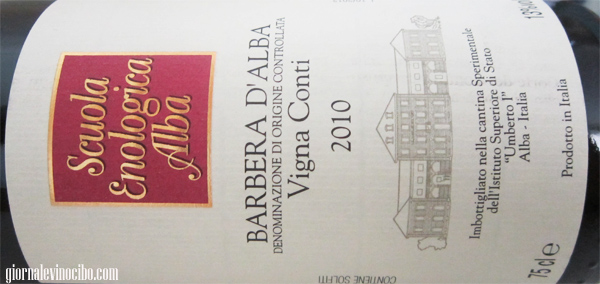 Scuola
Enologica
Alba
BARBERA D'ALBA
DENOMINAZIONE DI ORIGINE CONTROLLATA
Vigna Conti
2010
Imbottigliato nella cantina Sperimentale
dell'Istituto Superiore di Stato
"Umberto I"
Alba - Italia
Prodotto in Italia
75 cl e
CONTIENE SOLFITI
giornalevinocibo.com